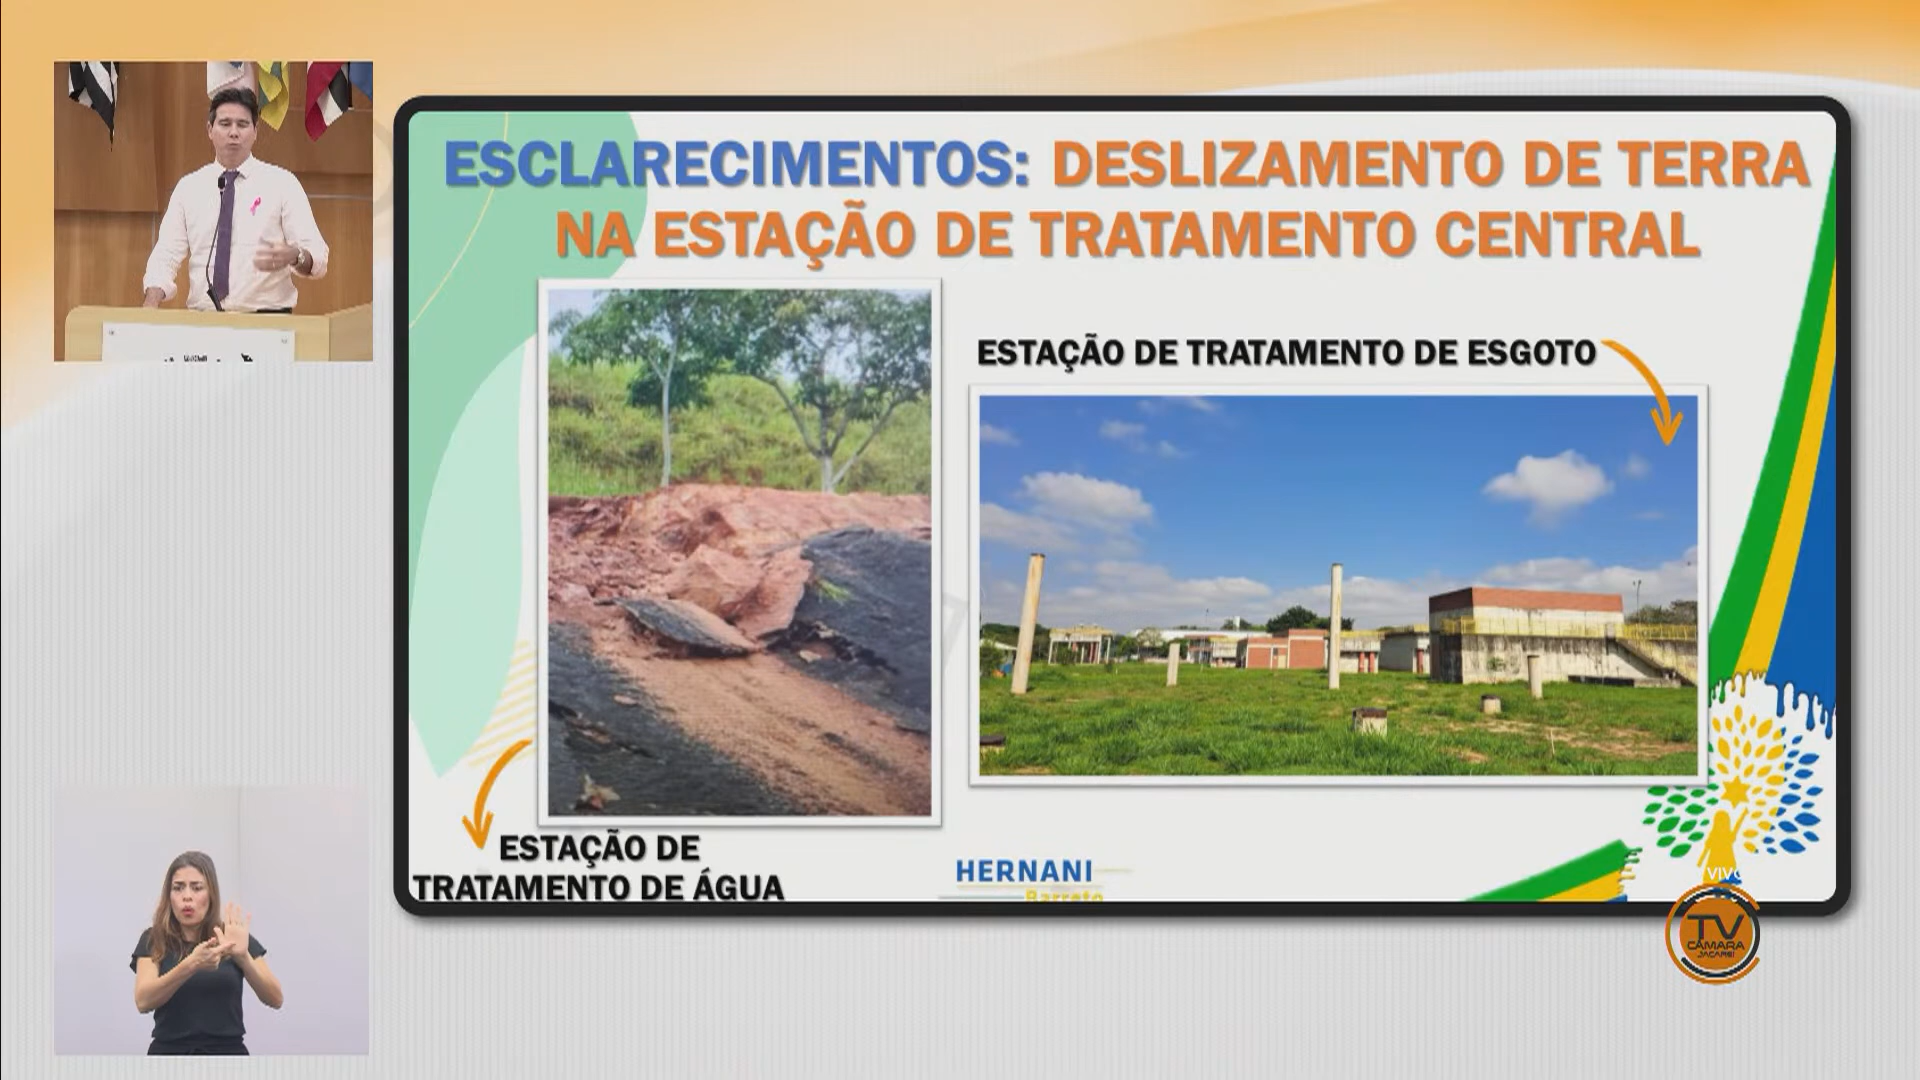 ESCLARECIMENTOS: DESLIZAMENTO DE TERRA
NA ESTAÇÃO DE TRATAMENTO CENTRAL
ESTAÇÃO DE TRATAMENTO DE ESGOTO
ESTAÇÃO DE
TRATAMENTO DE ÁGUA
HERNANI
Barreto
VIVO
TV
CÂMARA
JACAREÍ